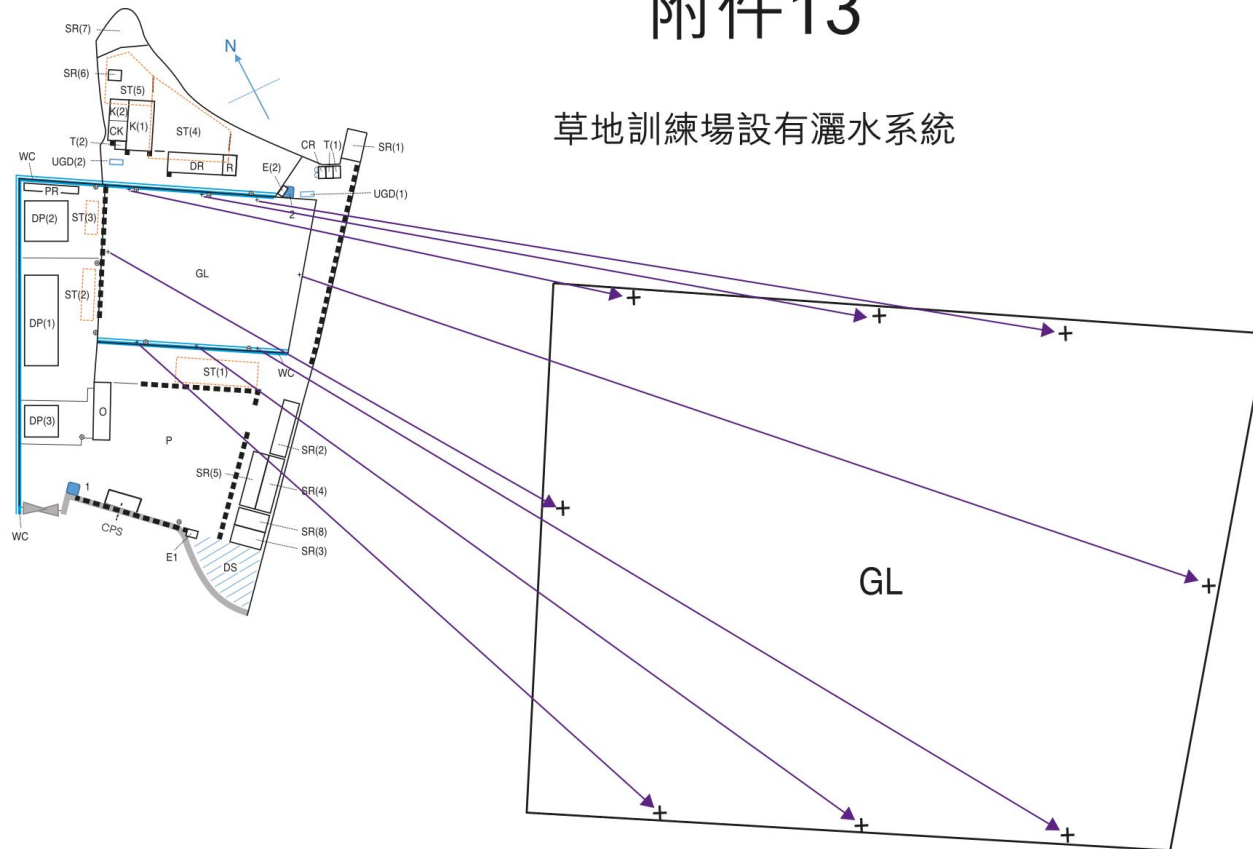 附件13
草地訓練場設有灑水系統
N
SR(7)
SR(6)
ST(5)
K(2)
K(1)
CK
ST(4)
T(2)
CR
T(1)
SR(1)
WC
UGD(2)
DR
R
E(2)
PR
2
UGD(1)
DP(2)
ST(3)
GL
ST(2)
DP(1)
ST(1)
WC
O
DP(3)
P
SR(2)
SR(5)
SR(4)
1
CPS
SR(8)
WC
E1
SR(3)
DS
GL